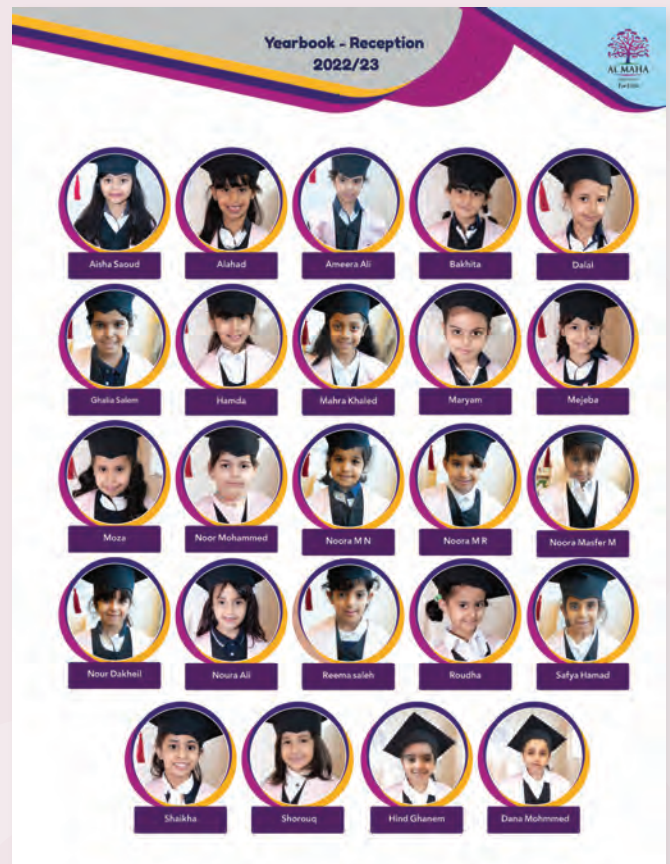 Yearbook - Reception
2022/23
AL MAHA
Aisha Saoud
Alahad
Ameera Ali
Bakhita
Dalal
Ghalia Salem
Hamda
Mahra Khaled
Maryam
Mejeba
Moza
Noor Mohammed
Noora M N
Noora M R
Noora Masfer M
Nour Dakheil
Noura Ali
Reema saleh
Roudha
Safya Hamad
Shaikha
Shorouq
Hind Ghanem
Dana Mohmmed